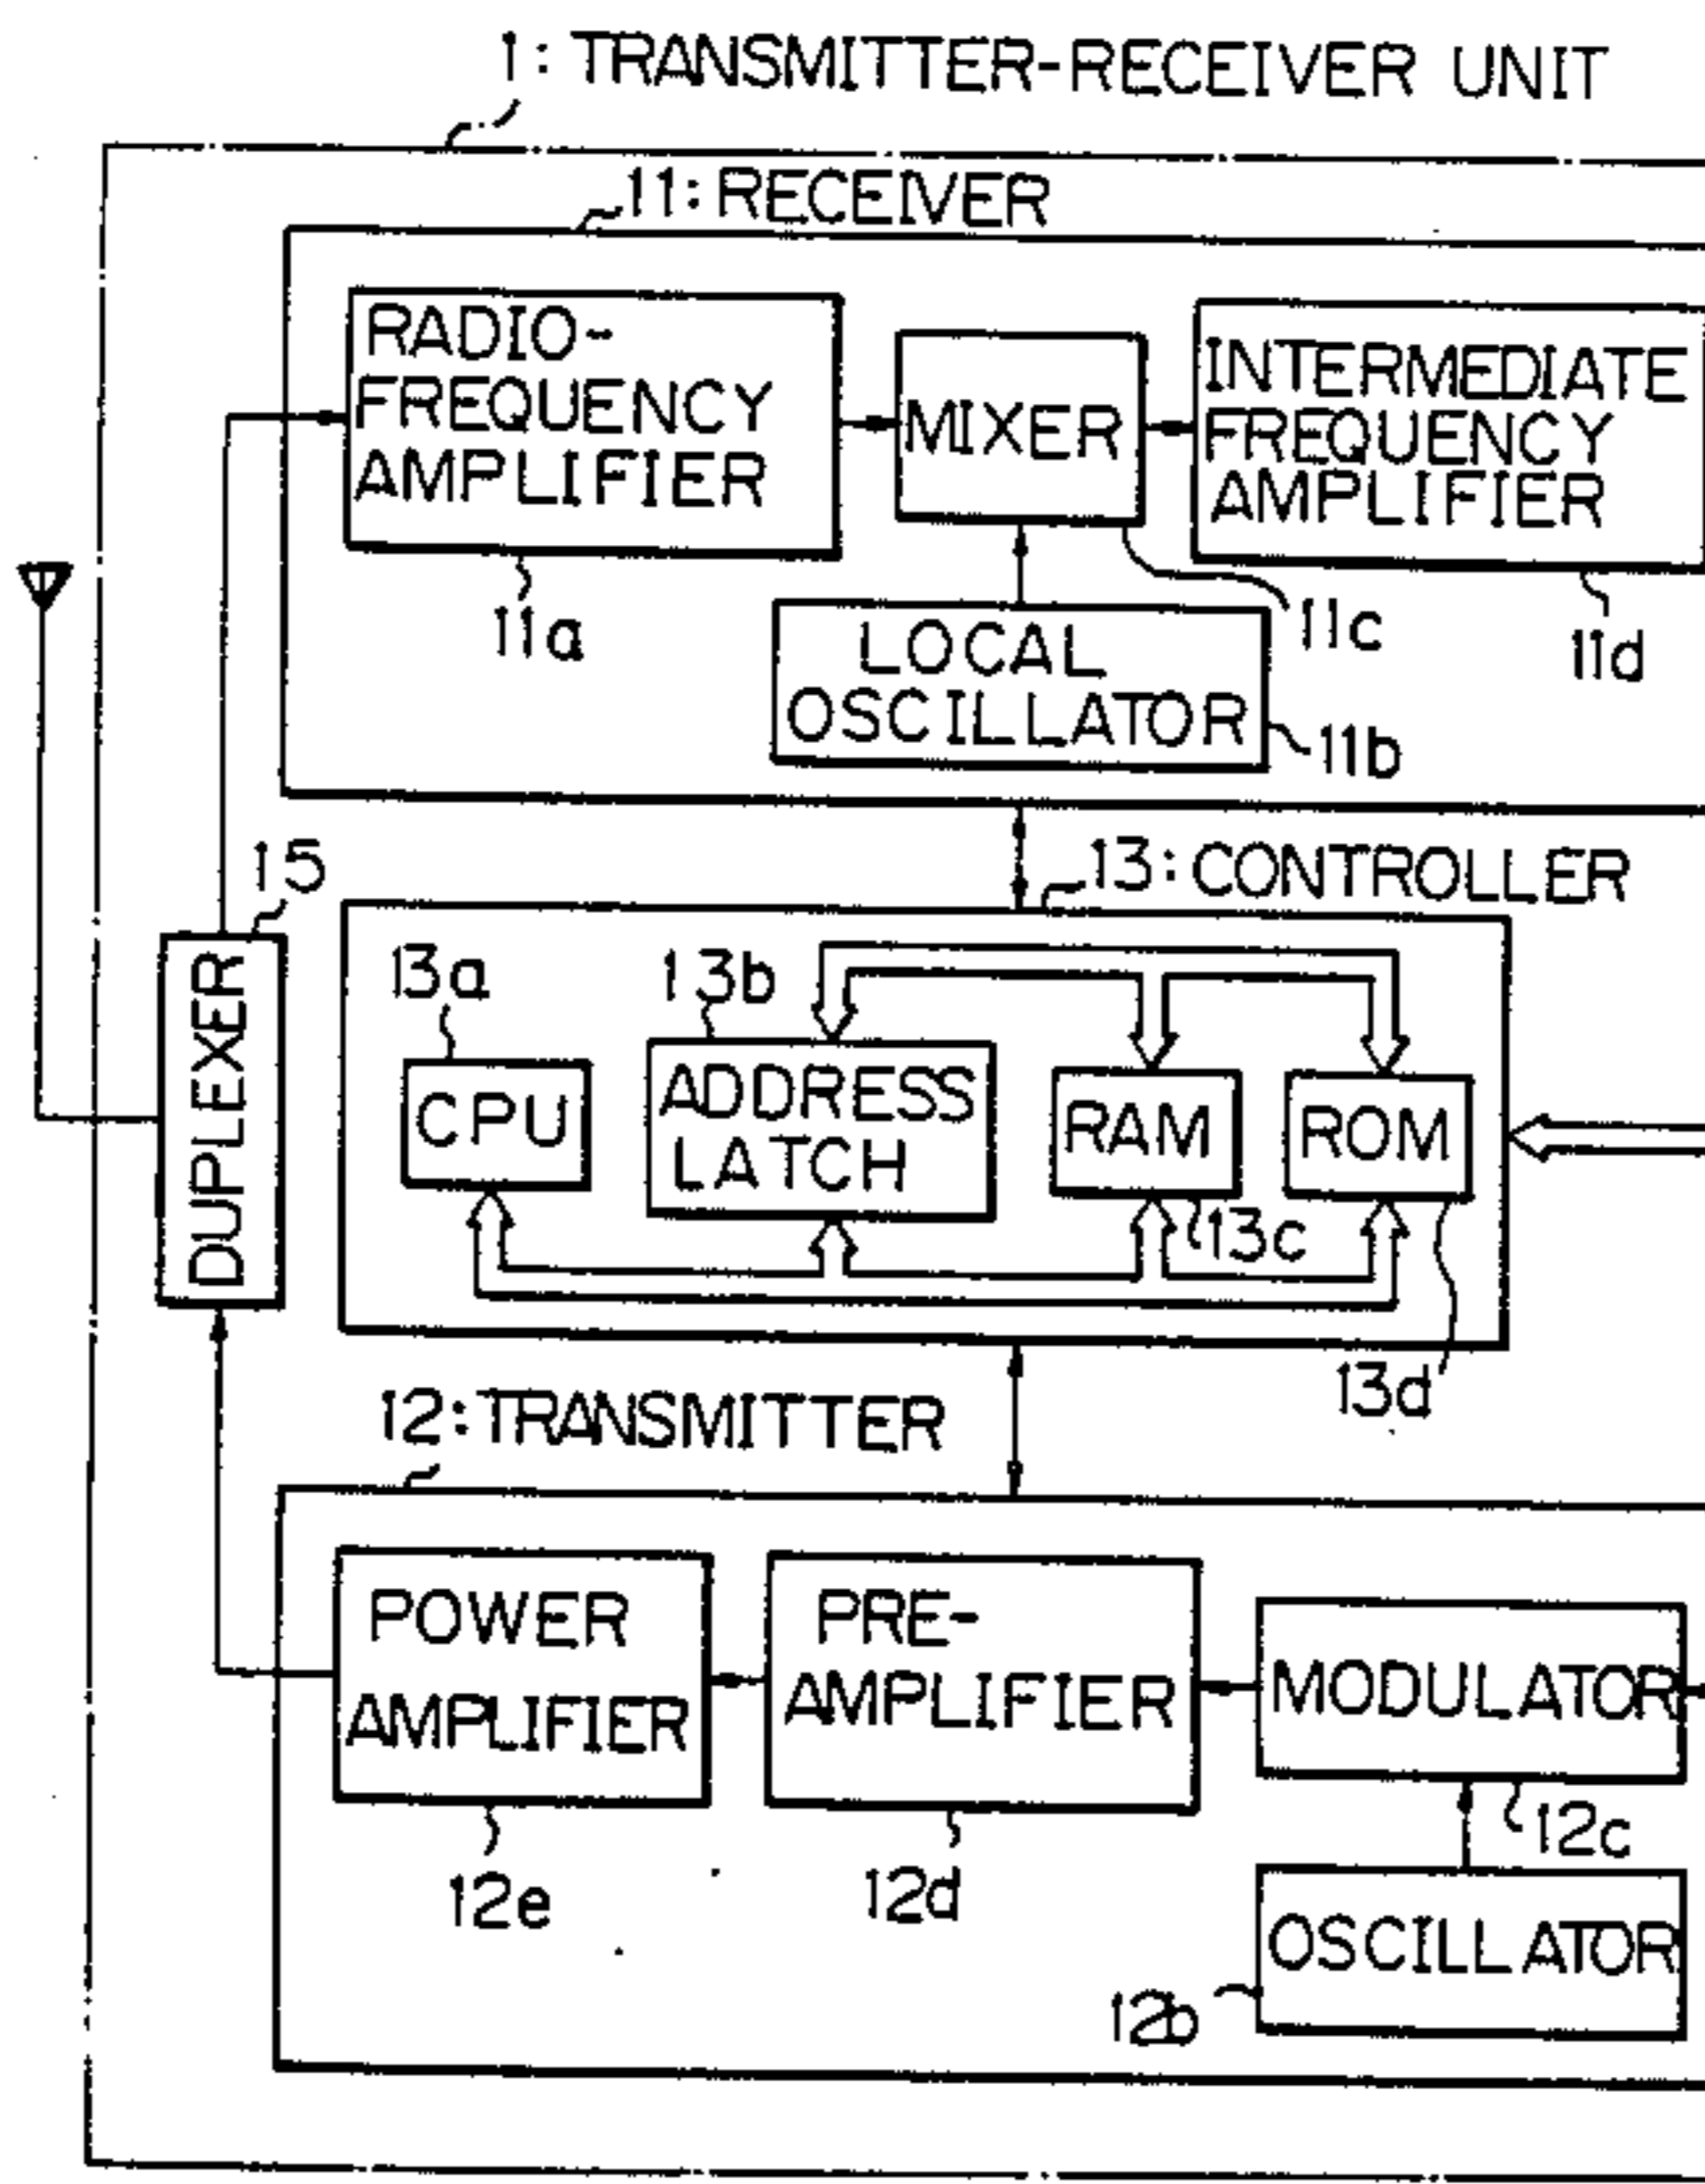 1: TRANSMITTER-RECEIVER UNIT
11: RECEIVER
RADIO-
FREQUENCY
AMPLIFIER
MIXER
INTERMEDIATE
FREQUENCY
AMPLIFIER
11a
11c
11d
LOCAL
OSCILLATOR
11b
15
DUPLEXER
13: CONTROLLER
13a
13b
CPU
ADDRESS
LATCH
RAM
ROM
13c
13d
12: TRANSMITTER
POWER
AMPLIFIER
PRE-
AMPLIFIER
MODULATOR
12e
12d
12c
OSCILLATOR
12b